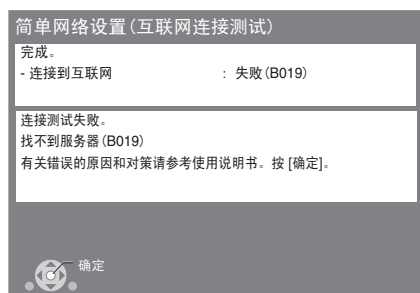 简单网络设置(互联网连接测试)
完成。
- 连接到互联网 : 失败(B019)
连接测试失败。
找不到服务器(B019)
有关错误的原因和对策请参考使用说明书。按 [确定]。
确定